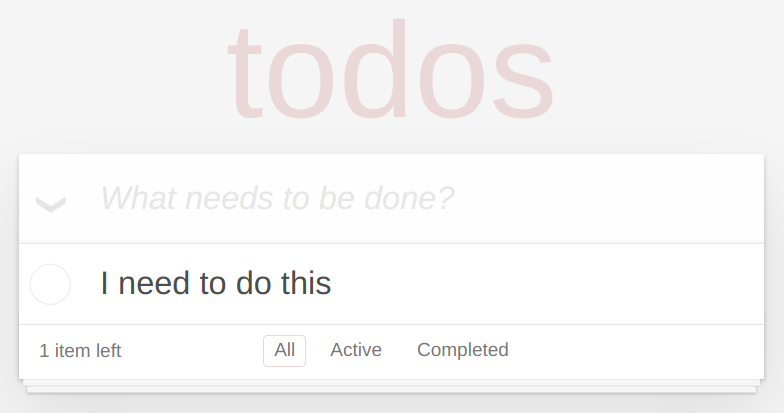 todos
What needs to be done?
I need to do this
1 item left All Active Completed